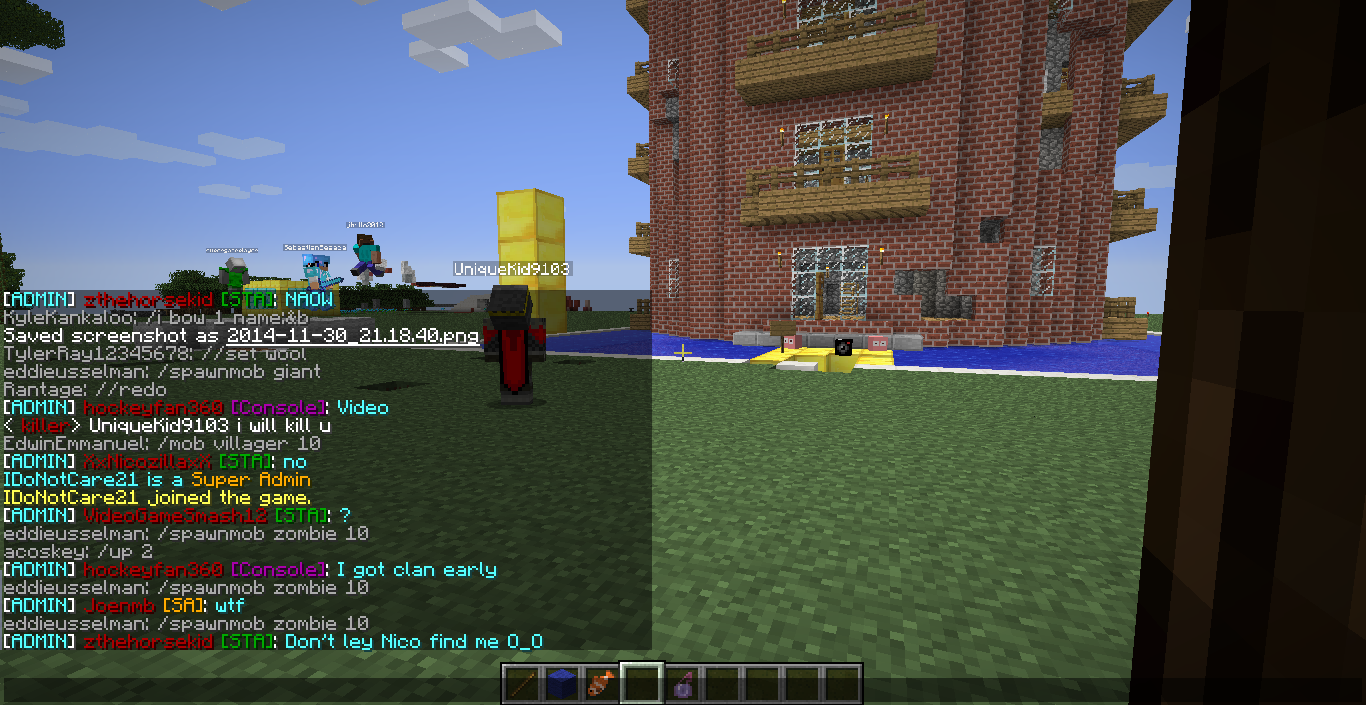 SebastianSesaba
UniqueKid9103
[ADMIN] zthehorsekid [STA]: NAOW
KyleKankaloo: /i bow 1 name:&b
Saved screenshot as 2014-11-30_21.18.40.png
TylerRay12345678: //set wool
eddieusselman: /spawnmob giant
Rantage: //redo
[ADMIN] hockeyfan360 [Console]: Video
< killer> UniqueKid9103 i will kill u
EdwinEmmanuel: /mob villager 10
[ADMIN] XxNicozillaxX [STA]: no
IDoNotCare21 is a Super Admin
IDoNotCare21 joined the game.
[ADMIN] VideoGameSmash12 [STA]: ?
eddieusselman: /spawnmob zombie 10
acoskey: /up 2
[ADMIN] hockeyfan360 [Console]: I got clan early
eddieusselman: /spawnmob zombie 10
[ADMIN] Joenmb [SA]: wtf
eddieusselman: /spawnmob zombie 10
[ADMIN] zthehorsekid [STA]: Don't ley Nico find me O_O